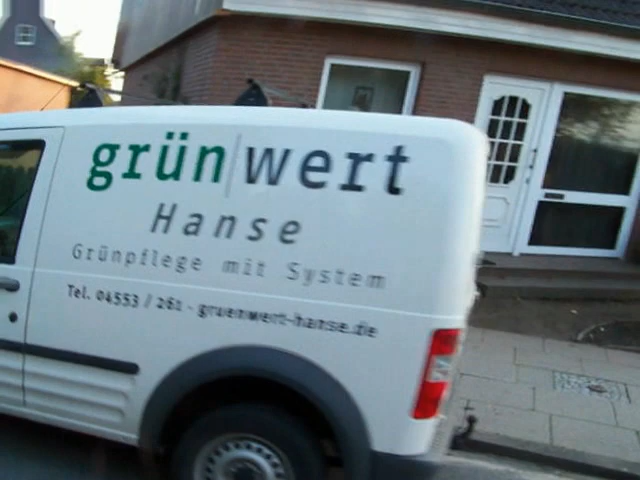 grün|wert
Hanse
Grünpflege mit System
Tel. 04553 / 261 - gruenwert-hanse.de